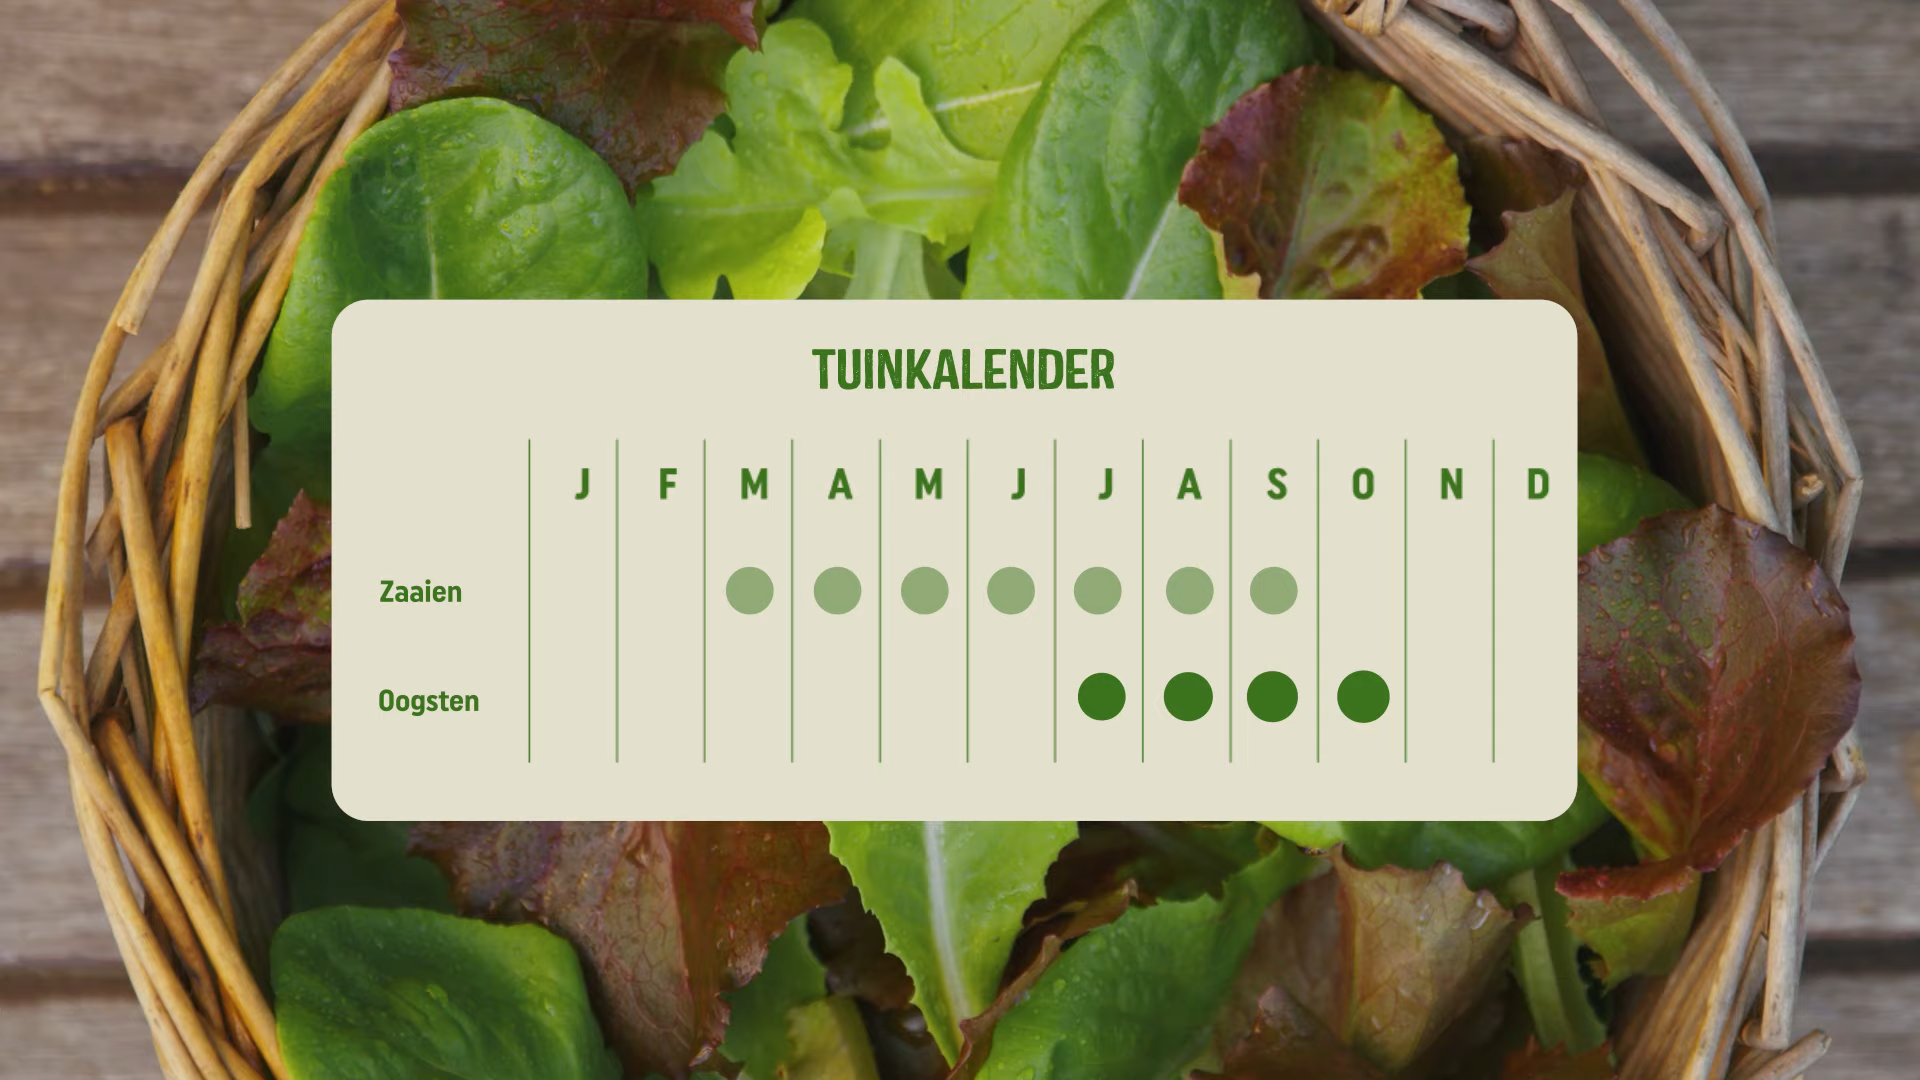 TUINKALENDER
J F M A M J J A S O N D
Zaaien
Oogsten